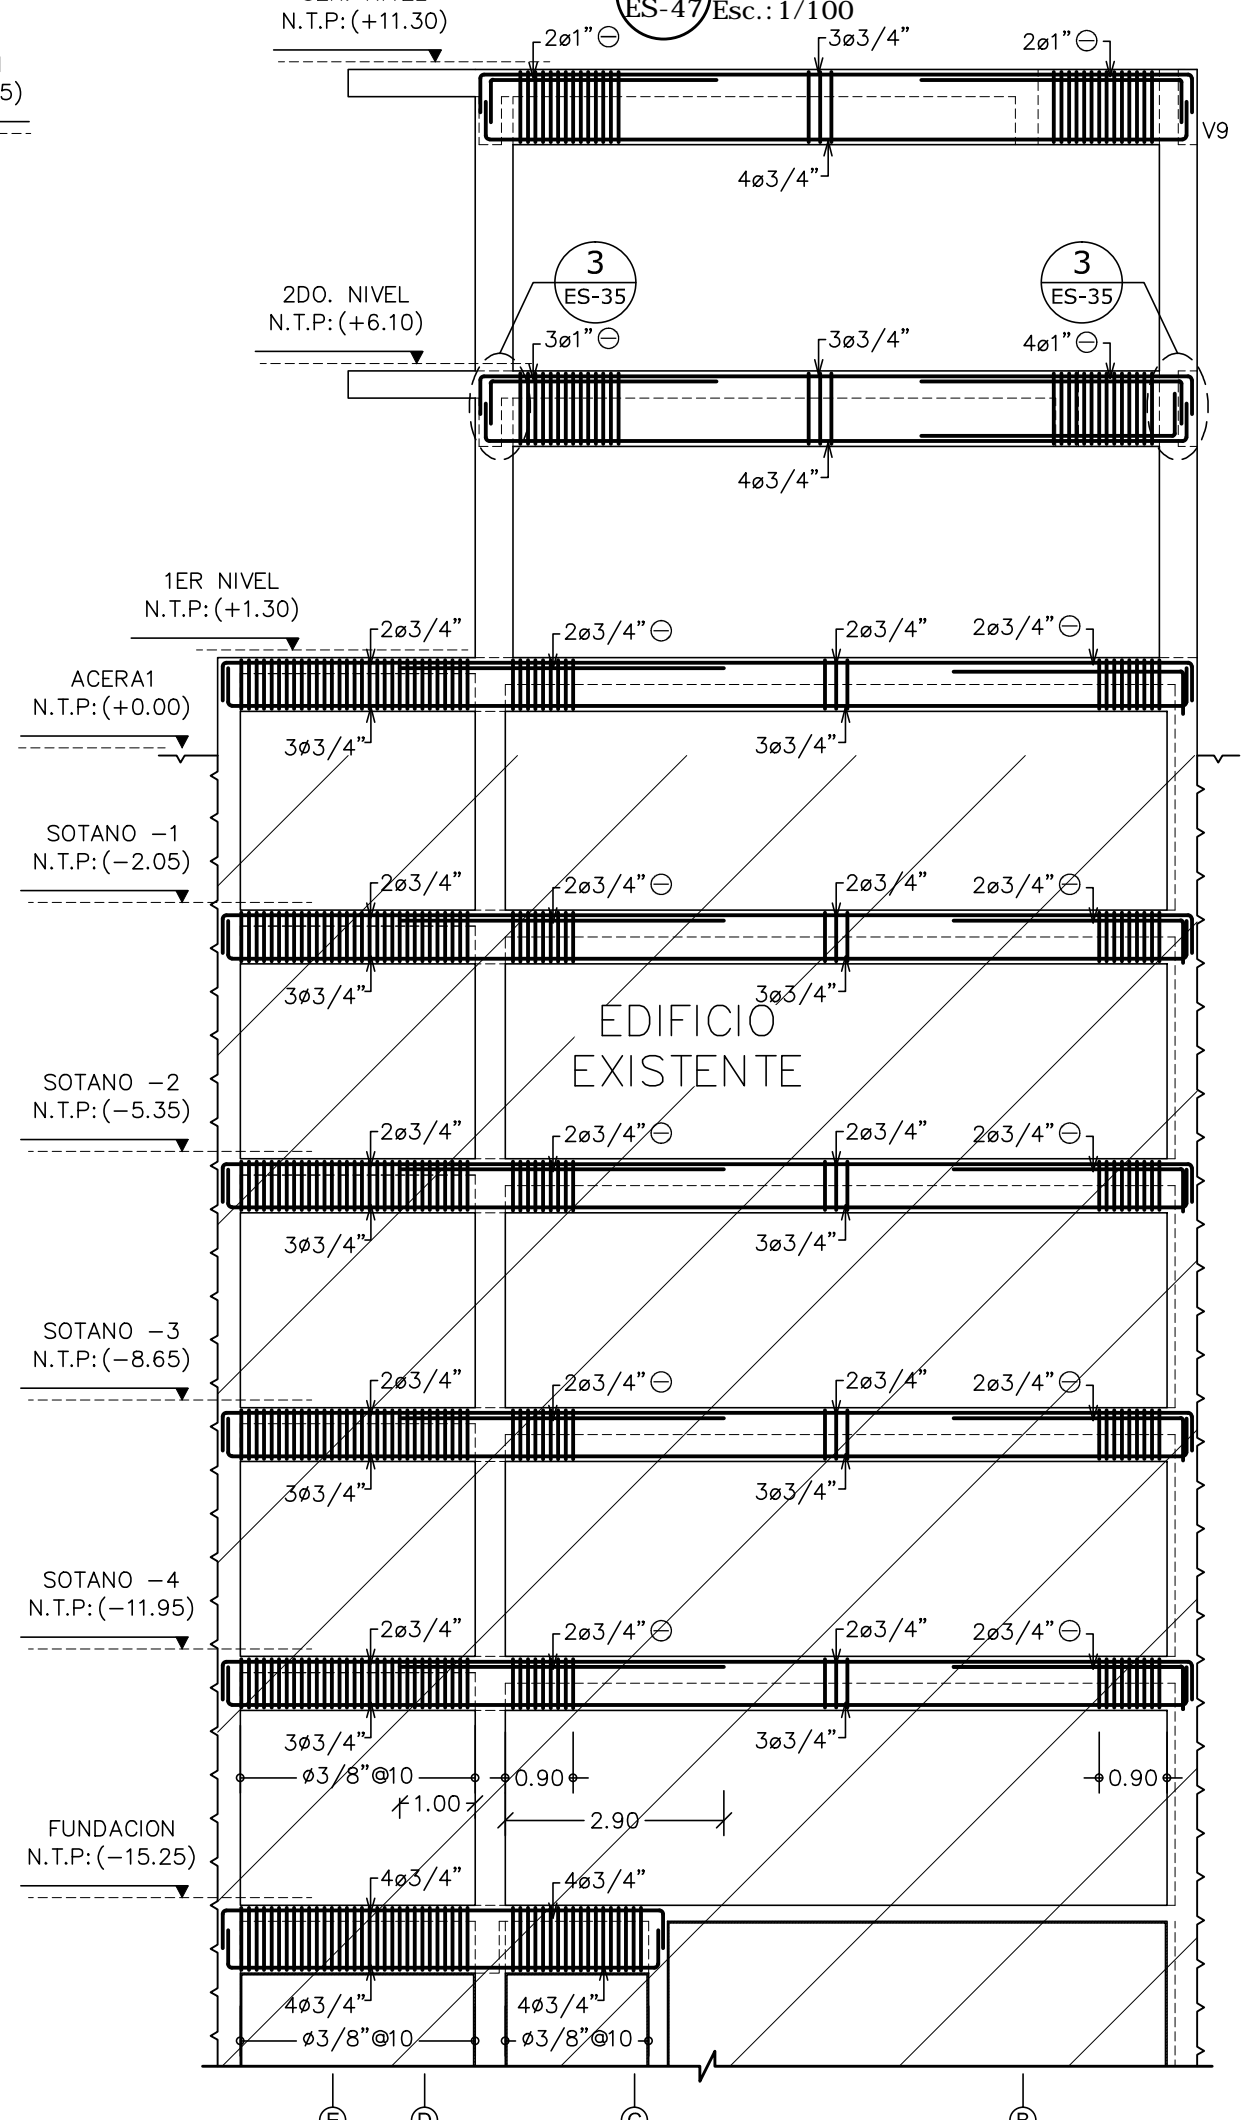 N.T.P:(+11.30)
ES-47 Esc.: 1/100
5)
2ø1"⊖ 3ø3/4" 2ø1"⊖
V9
4ø3/4"
3 3
ES-35 ES-35
2DO. NIVEL
N.T.P:(+6.10)
3ø1"⊖ 3ø3/4" 4ø1"⊖
4ø3/4"
1ER NIVEL
N.T.P:(+1.30)
2ø3/4" 2ø3/4"⊖ 2ø3/4" 2ø3/4"⊖
ACERA1
N.T.P:(+0.00)
3ø3/4" 3ø3/4"
SOTANO -1
N.T.P:(-2.05)
2ø3/4" 2ø3/4"⊖ 2ø3/4" 2ø3/4"⊖
3ø3/4" 3ø3/4"
EDIFICIO
EXISTENTE
SOTANO -2
N.T.P:(-5.35)
2ø3/4" 2ø3/4"⊖ 2ø3/4" 2ø3/4"⊖
3ø3/4" 3ø3/4"
SOTANO -3
N.T.P:(-8.65)
2ø3/4" 2ø3/4"⊖ 2ø3/4" 2ø3/4"⊖
3ø3/4" 3ø3/4"
SOTANO -4
N.T.P:(-11.95)
2ø3/4" 2ø3/4"⊖ 2ø3/4" 2ø3/4"⊖
3ø3/4" 3ø3/4"
ø3/8"@10 0.90 0.90
1.00
2.90
FUNDACION
N.T.P:(-15.25)
4ø3/4" 4ø3/4"
4ø3/4" 4ø3/4"
ø3/8"@10 ø3/8"@10